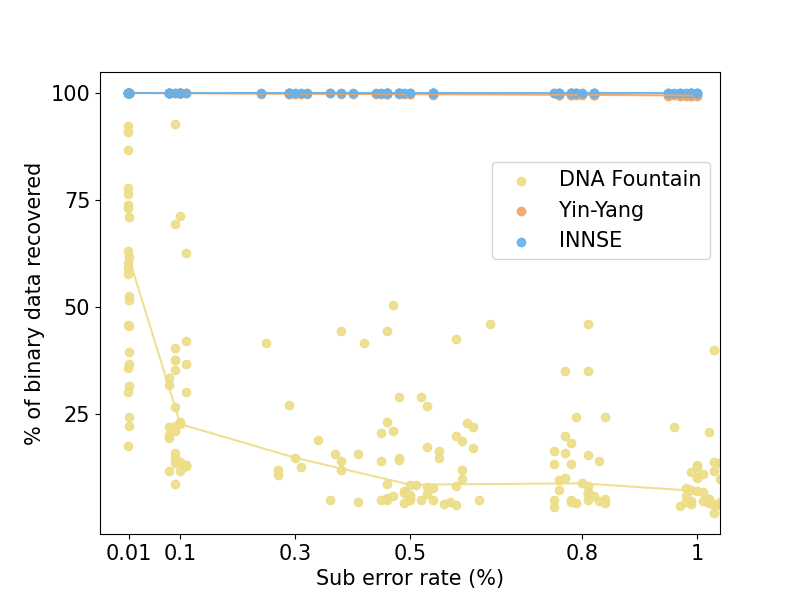 100
75
50
25
% of binary data recovered
DNA Fountain
Yin-Yang
INNSE
0.01 0.1 0.3 0.5 0.8 1
Sub error rate (%)